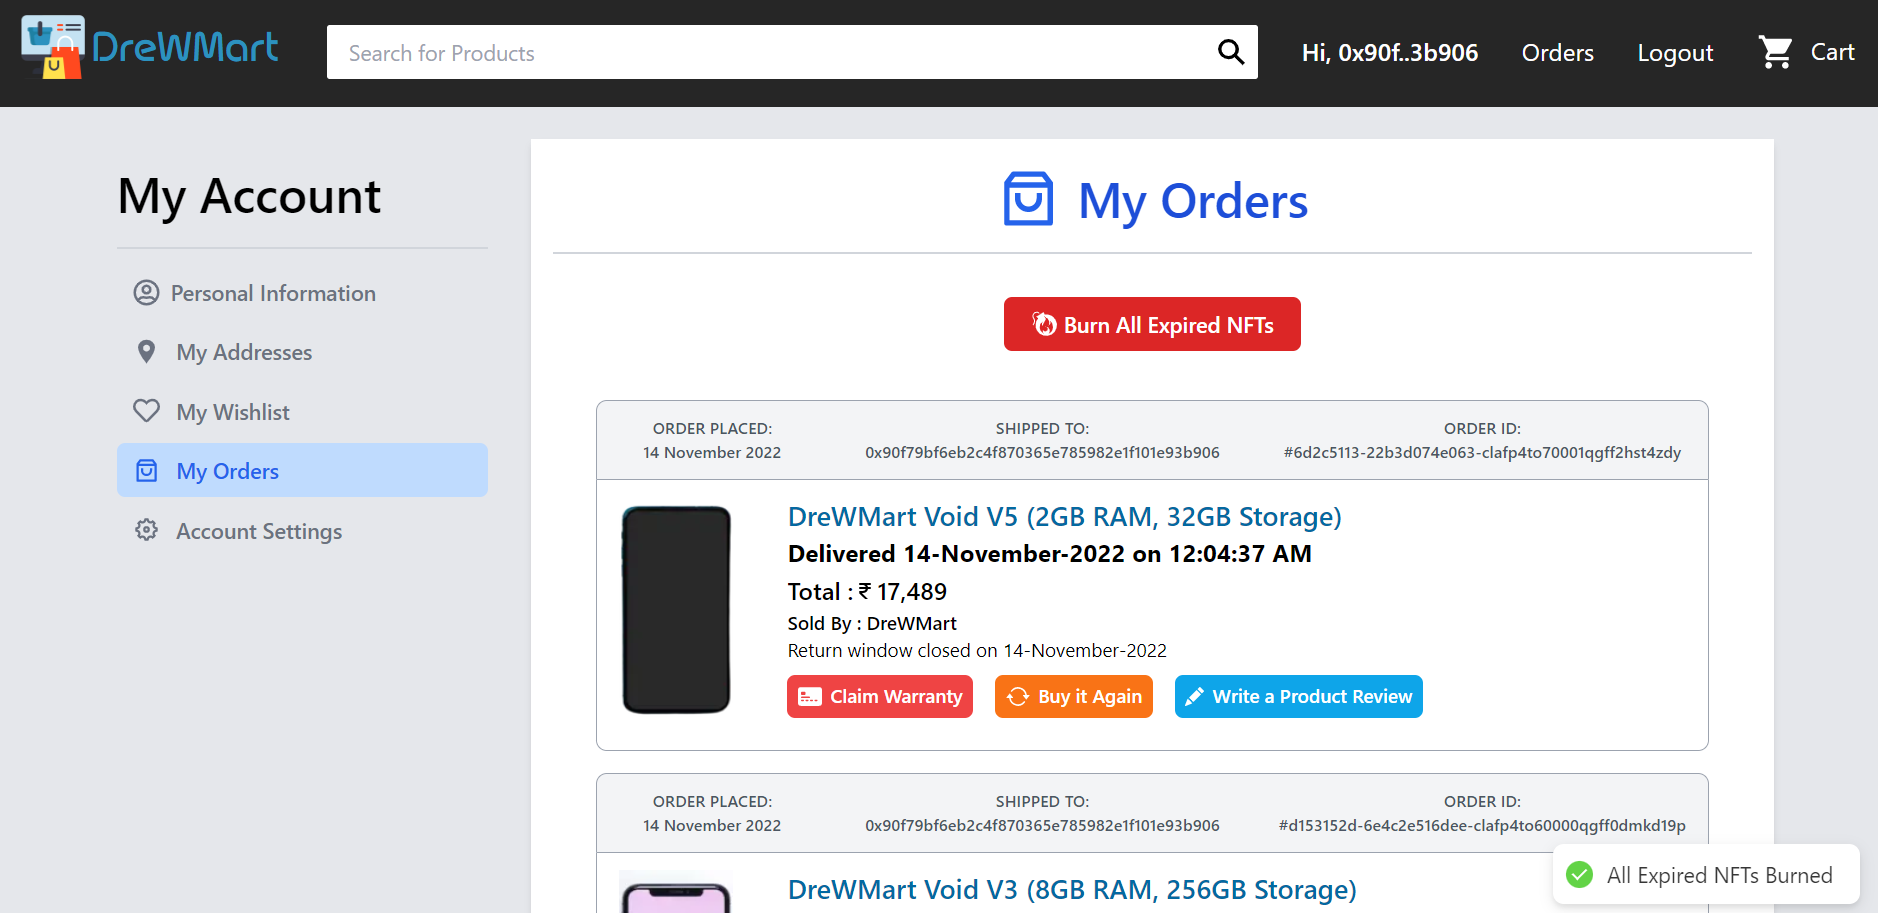 DreWMart
Search for Products
Hi, 0x90f..3b906
Orders
Logout
Cart
My Account
Personal Information
My Addresses
My Wishlist
My Orders
Account Settings
My Orders
Burn All Expired NFTs
ORDER PLACED:
14 November 2022
SHIPPED TO:
0x90f79bf6eb2c4f870365e785982e1f101e93b906
ORDER ID:
#6d2c5113-22b3d074e063-clafp4to70001qgff2hst4zdy
DreWMart Void V5 (2GB RAM, 32GB Storage)
Delivered 14-November-2022 on 12:04:37 AM
Total : ₹ 17,489
Sold By : DreWMart
Return window closed on 14-November-2022
Claim Warranty
Buy it Again
Write a Product Review
ORDER PLACED:
14 November 2022
SHIPPED TO:
0x90f79bf6eb2c4f870365e785982e1f101e93b906
ORDER ID:
#d153152d-6e4c2e516dee-clafp4to60000qgff0dmkd19p
DreWMart Void V3 (8GB RAM, 256GB Storage)
All Expired NFTs Burned